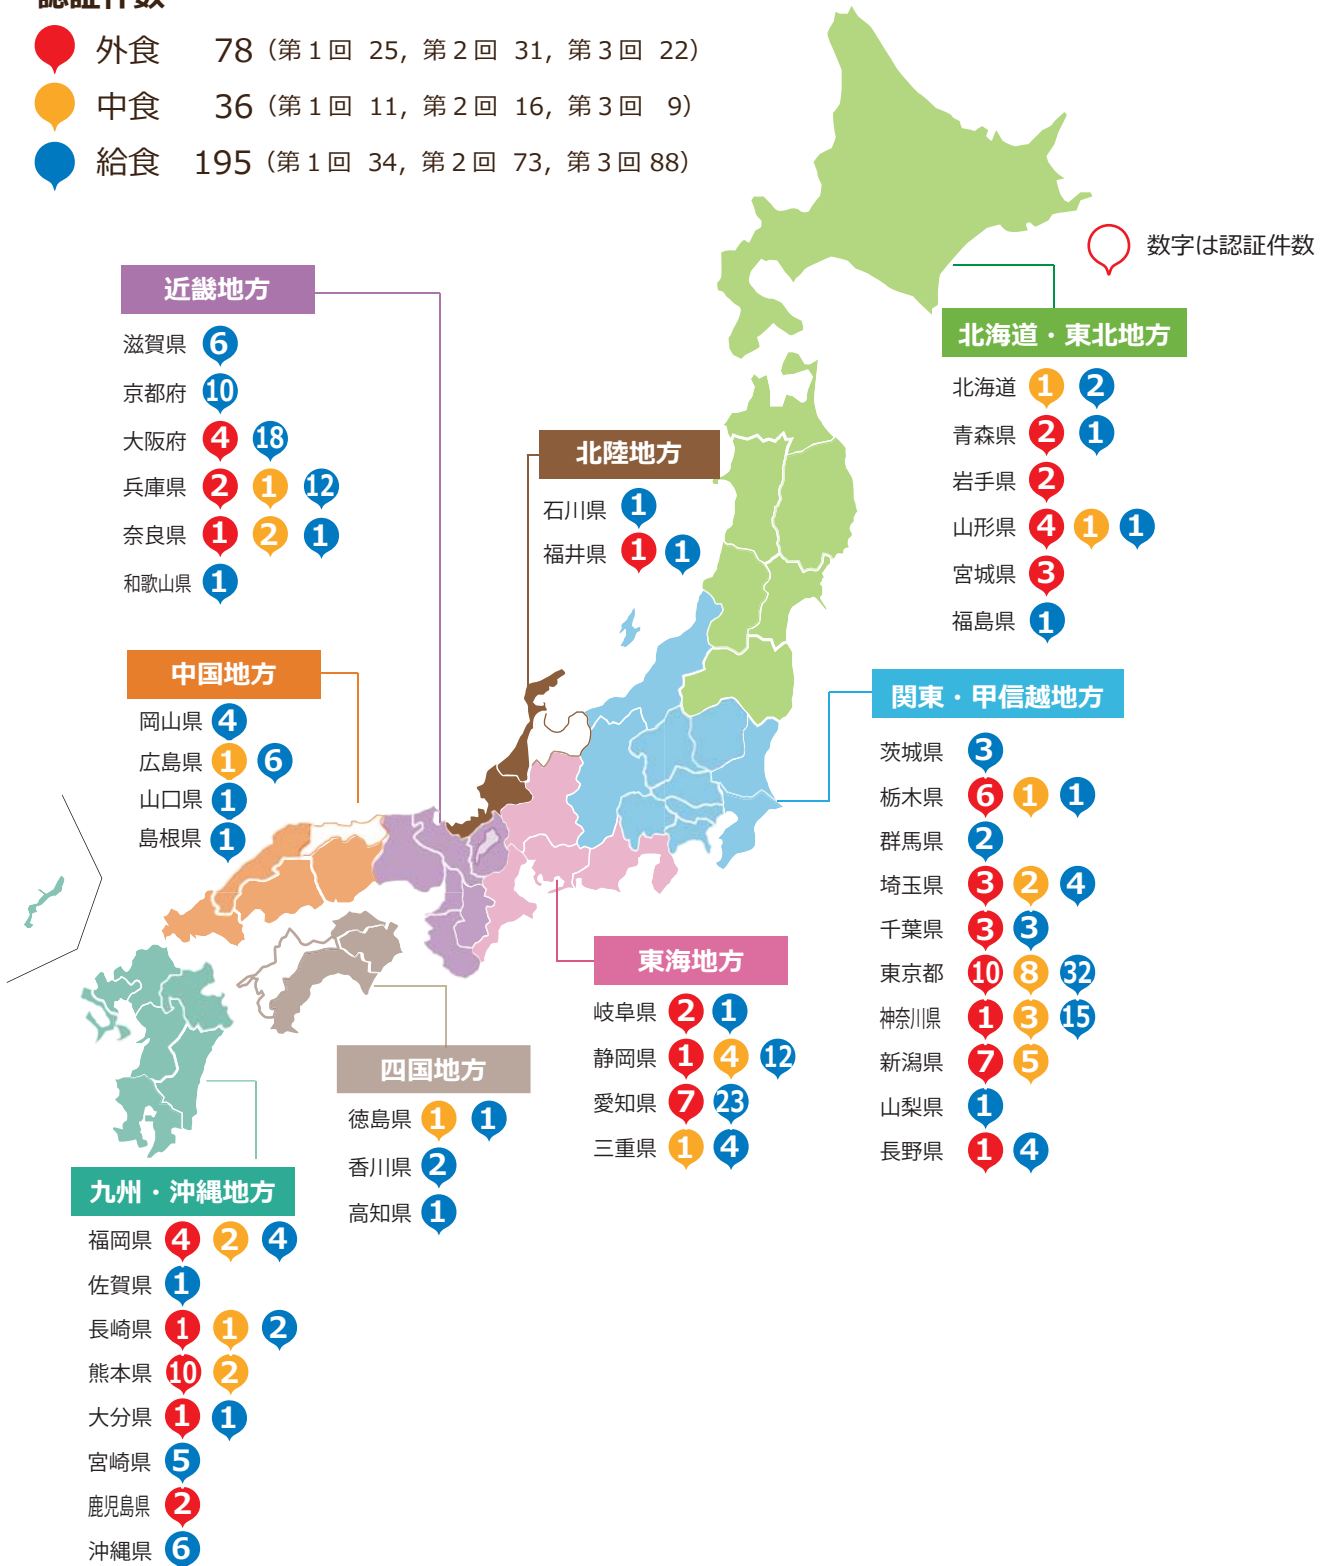 認証件数
外食 78 (第1回 25, 第2回 31, 第3回 22)
中食 36 (第1回 11, 第2回 16, 第3回 9)
給食 195 (第1回 34, 第2回 73, 第3回 88)
数字は認証件数
北海道・東北地方
北海道 1 2
青森県 2 1
岩手県 2
山形県 4 1 1
宮城県 3
福島県 1
近畿地方
滋賀県 6
京都府 10
大阪府 4 18
兵庫県 2 1 12
奈良県 1 2 1
和歌山県 1
北陸地方
石川県 1
福井県 1 1
中国地方
岡山県 4
広島県 1 6
山口県 1
島根県 1
関東・甲信越地方
茨城県 3
栃木県 6 1 1
群馬県 2
埼玉県 3 2 4
千葉県 3 3
東京都 10 8 32
神奈川県 1 3 15
新潟県 7 5
山梨県 1
長野県 1 4
東海地方
岐阜県 2 1
静岡県 1 4 12
愛知県 7 23
三重県 1 4
四国地方
徳島県 1 1
香川県 2
高知県 1
九州・沖縄地方
福岡県 4 2 4
佐賀県 1
長崎県 1 1 2
熊本県 10 2
大分県 1 1
宮崎県 5
鹿児島県 2
沖縄県 6